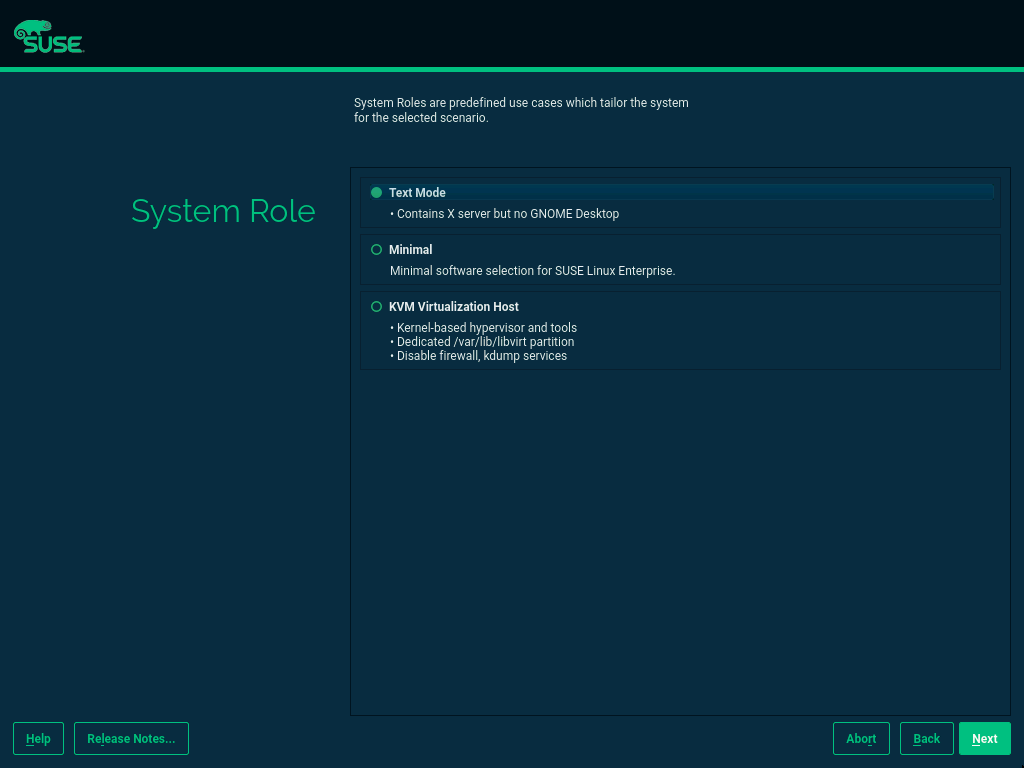 SUSE
System Roles are predefined use cases which tailor the system
for the selected scenario.
System Role
Text Mode
• Contains X server but no GNOME Desktop
Minimal
Minimal software selection for SUSE Linux Enterprise.
KVM Virtualization Host
• Kernel-based hypervisor and tools
• Dedicated /var/lib/libvirt partition
• Disable firewall, kdump services
Help
Release Notes...
Abort
Back
Next